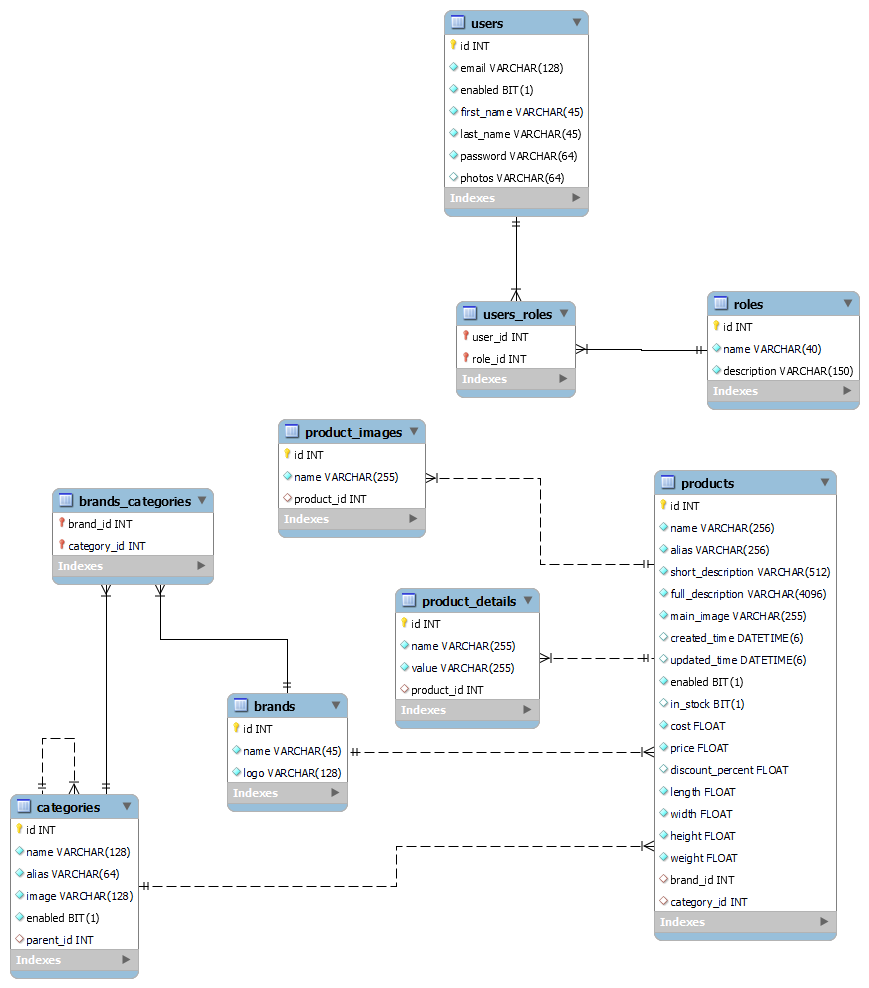 users
id INT
email VARCHAR(128)
enabled BIT(1)
first_name VARCHAR(45)
last_name VARCHAR(45)
password VARCHAR(64)
photos VARCHAR(64)
Indexes
users_roles
user_id INT
role_id INT
Indexes
roles
id INT
name VARCHAR(40)
description VARCHAR(150)
Indexes
product_images
id INT
name VARCHAR(255)
product_id INT
Indexes
brands_categories
brand_id INT
category_id INT
Indexes
products
id INT
name VARCHAR(256)
alias VARCHAR(256)
short_description VARCHAR(512)
full_description VARCHAR(4096)
main_image VARCHAR(255)
created_time DATETIME(6)
updated_time DATETIME(6)
enabled BIT(1)
in_stock BIT(1)
cost FLOAT
price FLOAT
discount_percent FLOAT
length FLOAT
width FLOAT
height FLOAT
weight FLOAT
brand_id INT
category_id INT
Indexes
product_details
id INT
name VARCHAR(255)
value VARCHAR(255)
product_id INT
Indexes
brands
id INT
name VARCHAR(45)
logo VARCHAR(128)
Indexes
categories
id INT
name VARCHAR(128)
alias VARCHAR(64)
image VARCHAR(128)
enabled BIT(1)
parent_id INT
Indexes